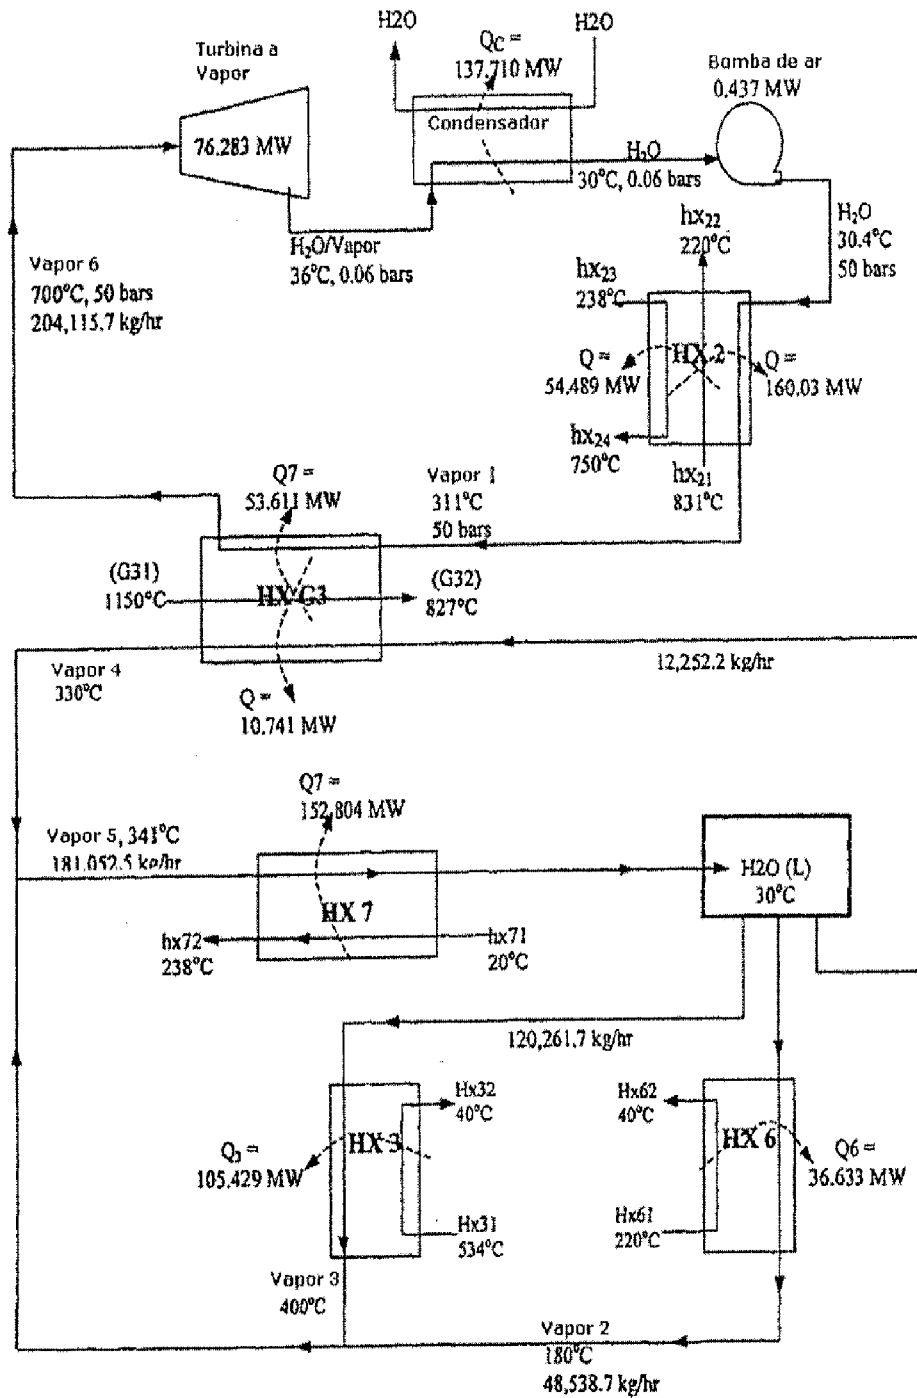 H2O
H2O
Turbina a
Vapor
QC =
137.710 MW
Bomba de ar
0.437 MW
76.283 MW
Condensador
H₂O
30°C, 0.06 bars
H₂O
30.4°C
50 bars
H₂O/Vapor
36°C, 0.06 bars
Vapor 6
700°C, 50 bars
204,115.7 kg/hr
hx22
220°C
hx23
238°C
HX 2
Q =
54.489 MW
Q =
160.03 MW
hx24
750°C
hx21
831°C
Q7 =
53.611 MW
Vapor 1
311°C
50 bars
(G31)
1150°C
HX G3
(G32)
827°C
Vapor 4
330°C
12,252.2 kg/hr
Q =
10.741 MW
Q7 =
152.804 MW
Vapor 5, 341°C
181,052.5 kg/hr
H2O (L)
30°C
HX 7
hx72
238°C
hx71
20°C
120,261.7 kg/hr
Hx32
40°C
Hx62
40°C
HX 3
HX 6
Q₃ =
105.429 MW
Q6 =
36.633 MW
Hx31
534°C
Hx61
220°C
Vapor 3
400°C
Vapor 2
180°C
48,538.7 kg/hr